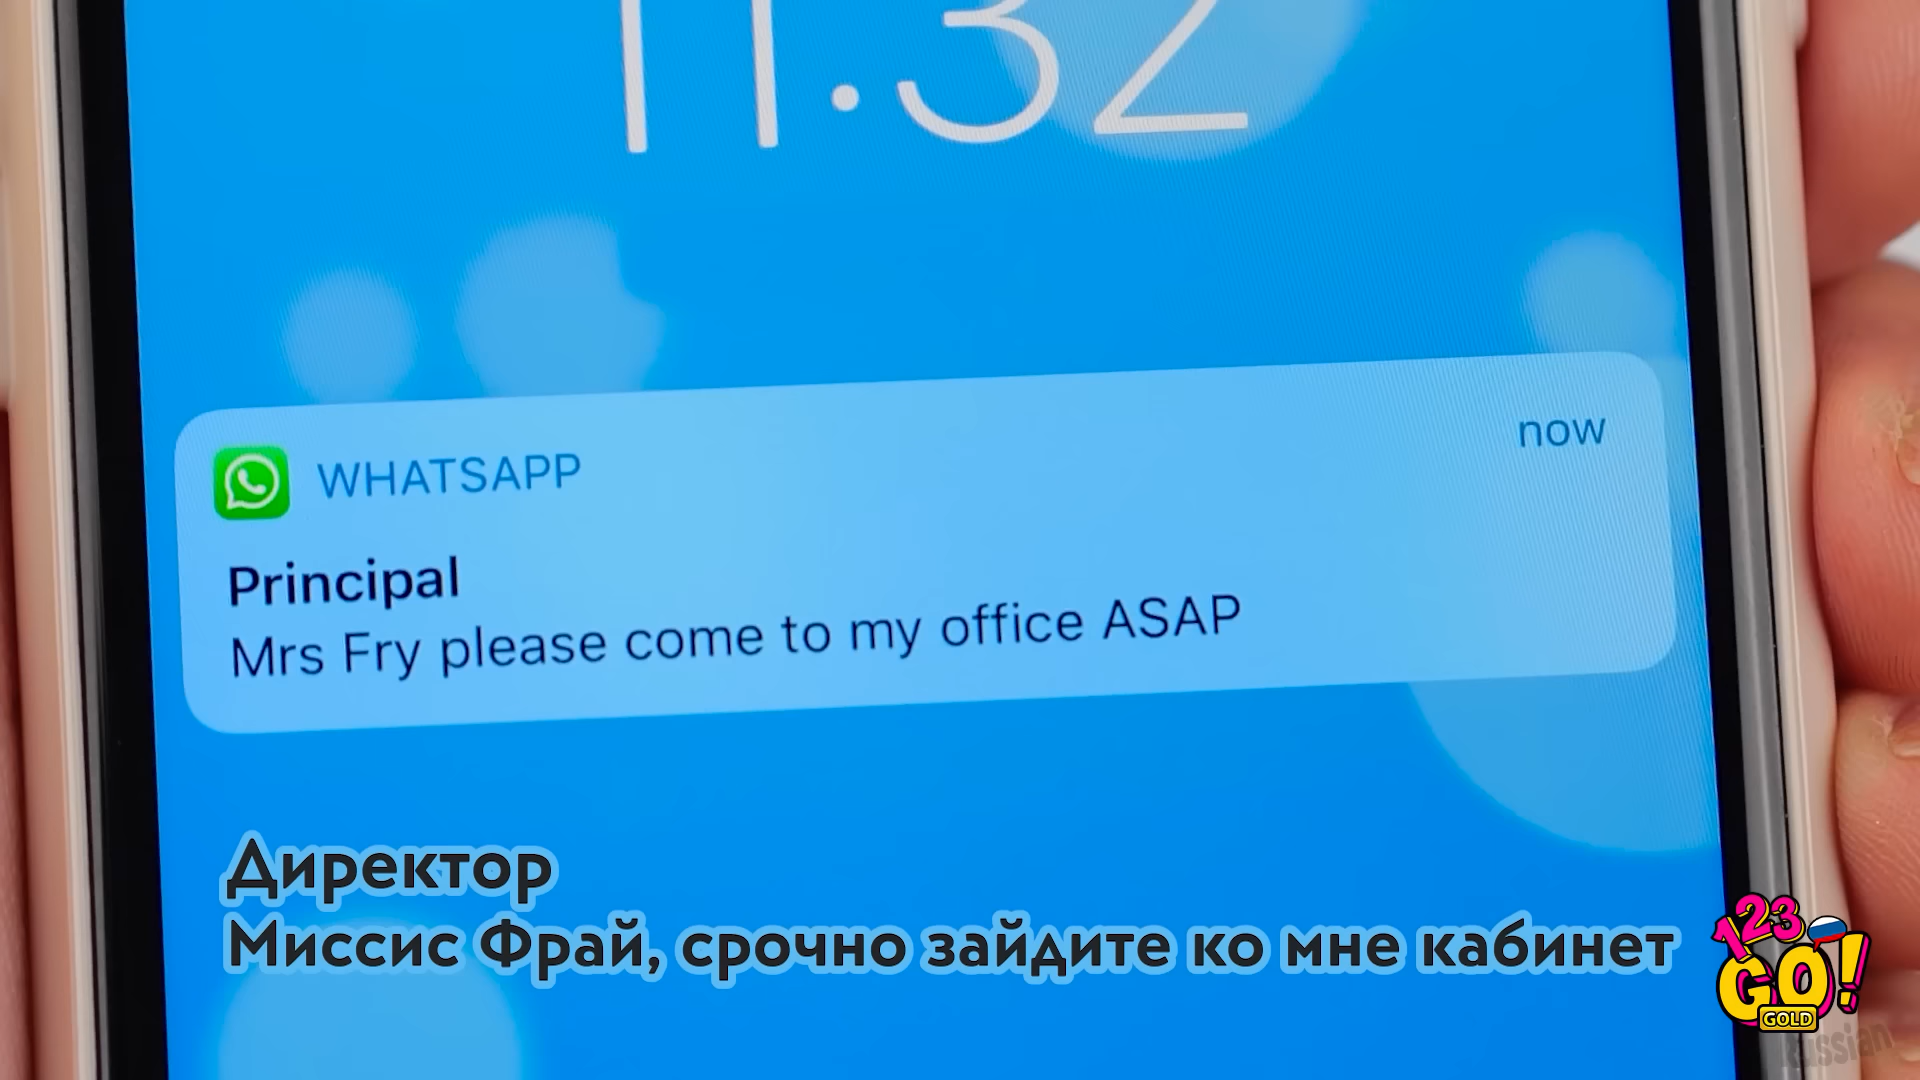 11.32
WHATSAPP
now
Principal
Mrs Fry please come to my office ASAP
Директор
Миссис Фрай, срочно зайдите ко мне кабинет
123
GO!
GOLD
Russian